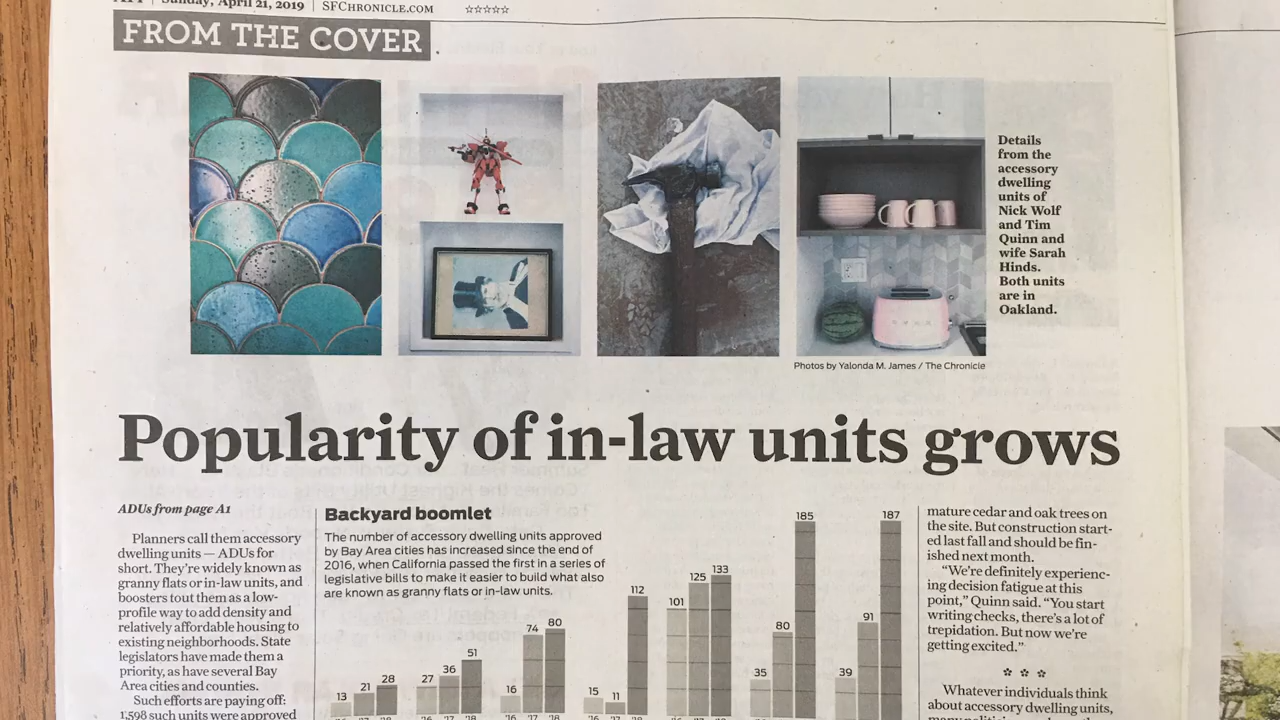 Sunday, April 21, 2019 | SFChronicle.com ☆☆☆☆☆
FROM THE COVER
Details
from the
accessory
dwelling
units of
Nick Wolf
and Tim
Quinn and
wife Sarah
Hinds.
Both units
are in
Oakland.
Photos by Yalonda M. James / The Chronicle
Popularity of in-law units grows
ADUs from page A1
Planners call them accessory
dwelling units — ADUs for
short. They're widely known as
granny flats or in-law units, and
boosters tout them as a low-
profile way to add density and
relatively affordable housing to
existing neighborhoods. State
legislators have made them a
priority, as have several Bay
Area cities and counties.
Such efforts are paying off:
1,598 such units were approved
Backyard boomlet
The number of accessory dwelling units approved
by Bay Area cities has increased since the end of
2016, when California passed the first in a series of
legislative bills to make it easier to build what also
are known as granny flats or in-law units.
13 21 28
27 36 51
16 74 80
15 11 112
101 125 133
35 80 185
39 91 187
mature cedar and oak trees on
the site. But construction start-
ed last fall and should be fin-
ished next month.
"We're definitely experienc-
ing decision fatigue at this
point," Quinn said. "You start
writing checks, there's a lot of
trepidation. But now we're
getting excited."
Whatever individuals think
about accessory dwelling units,